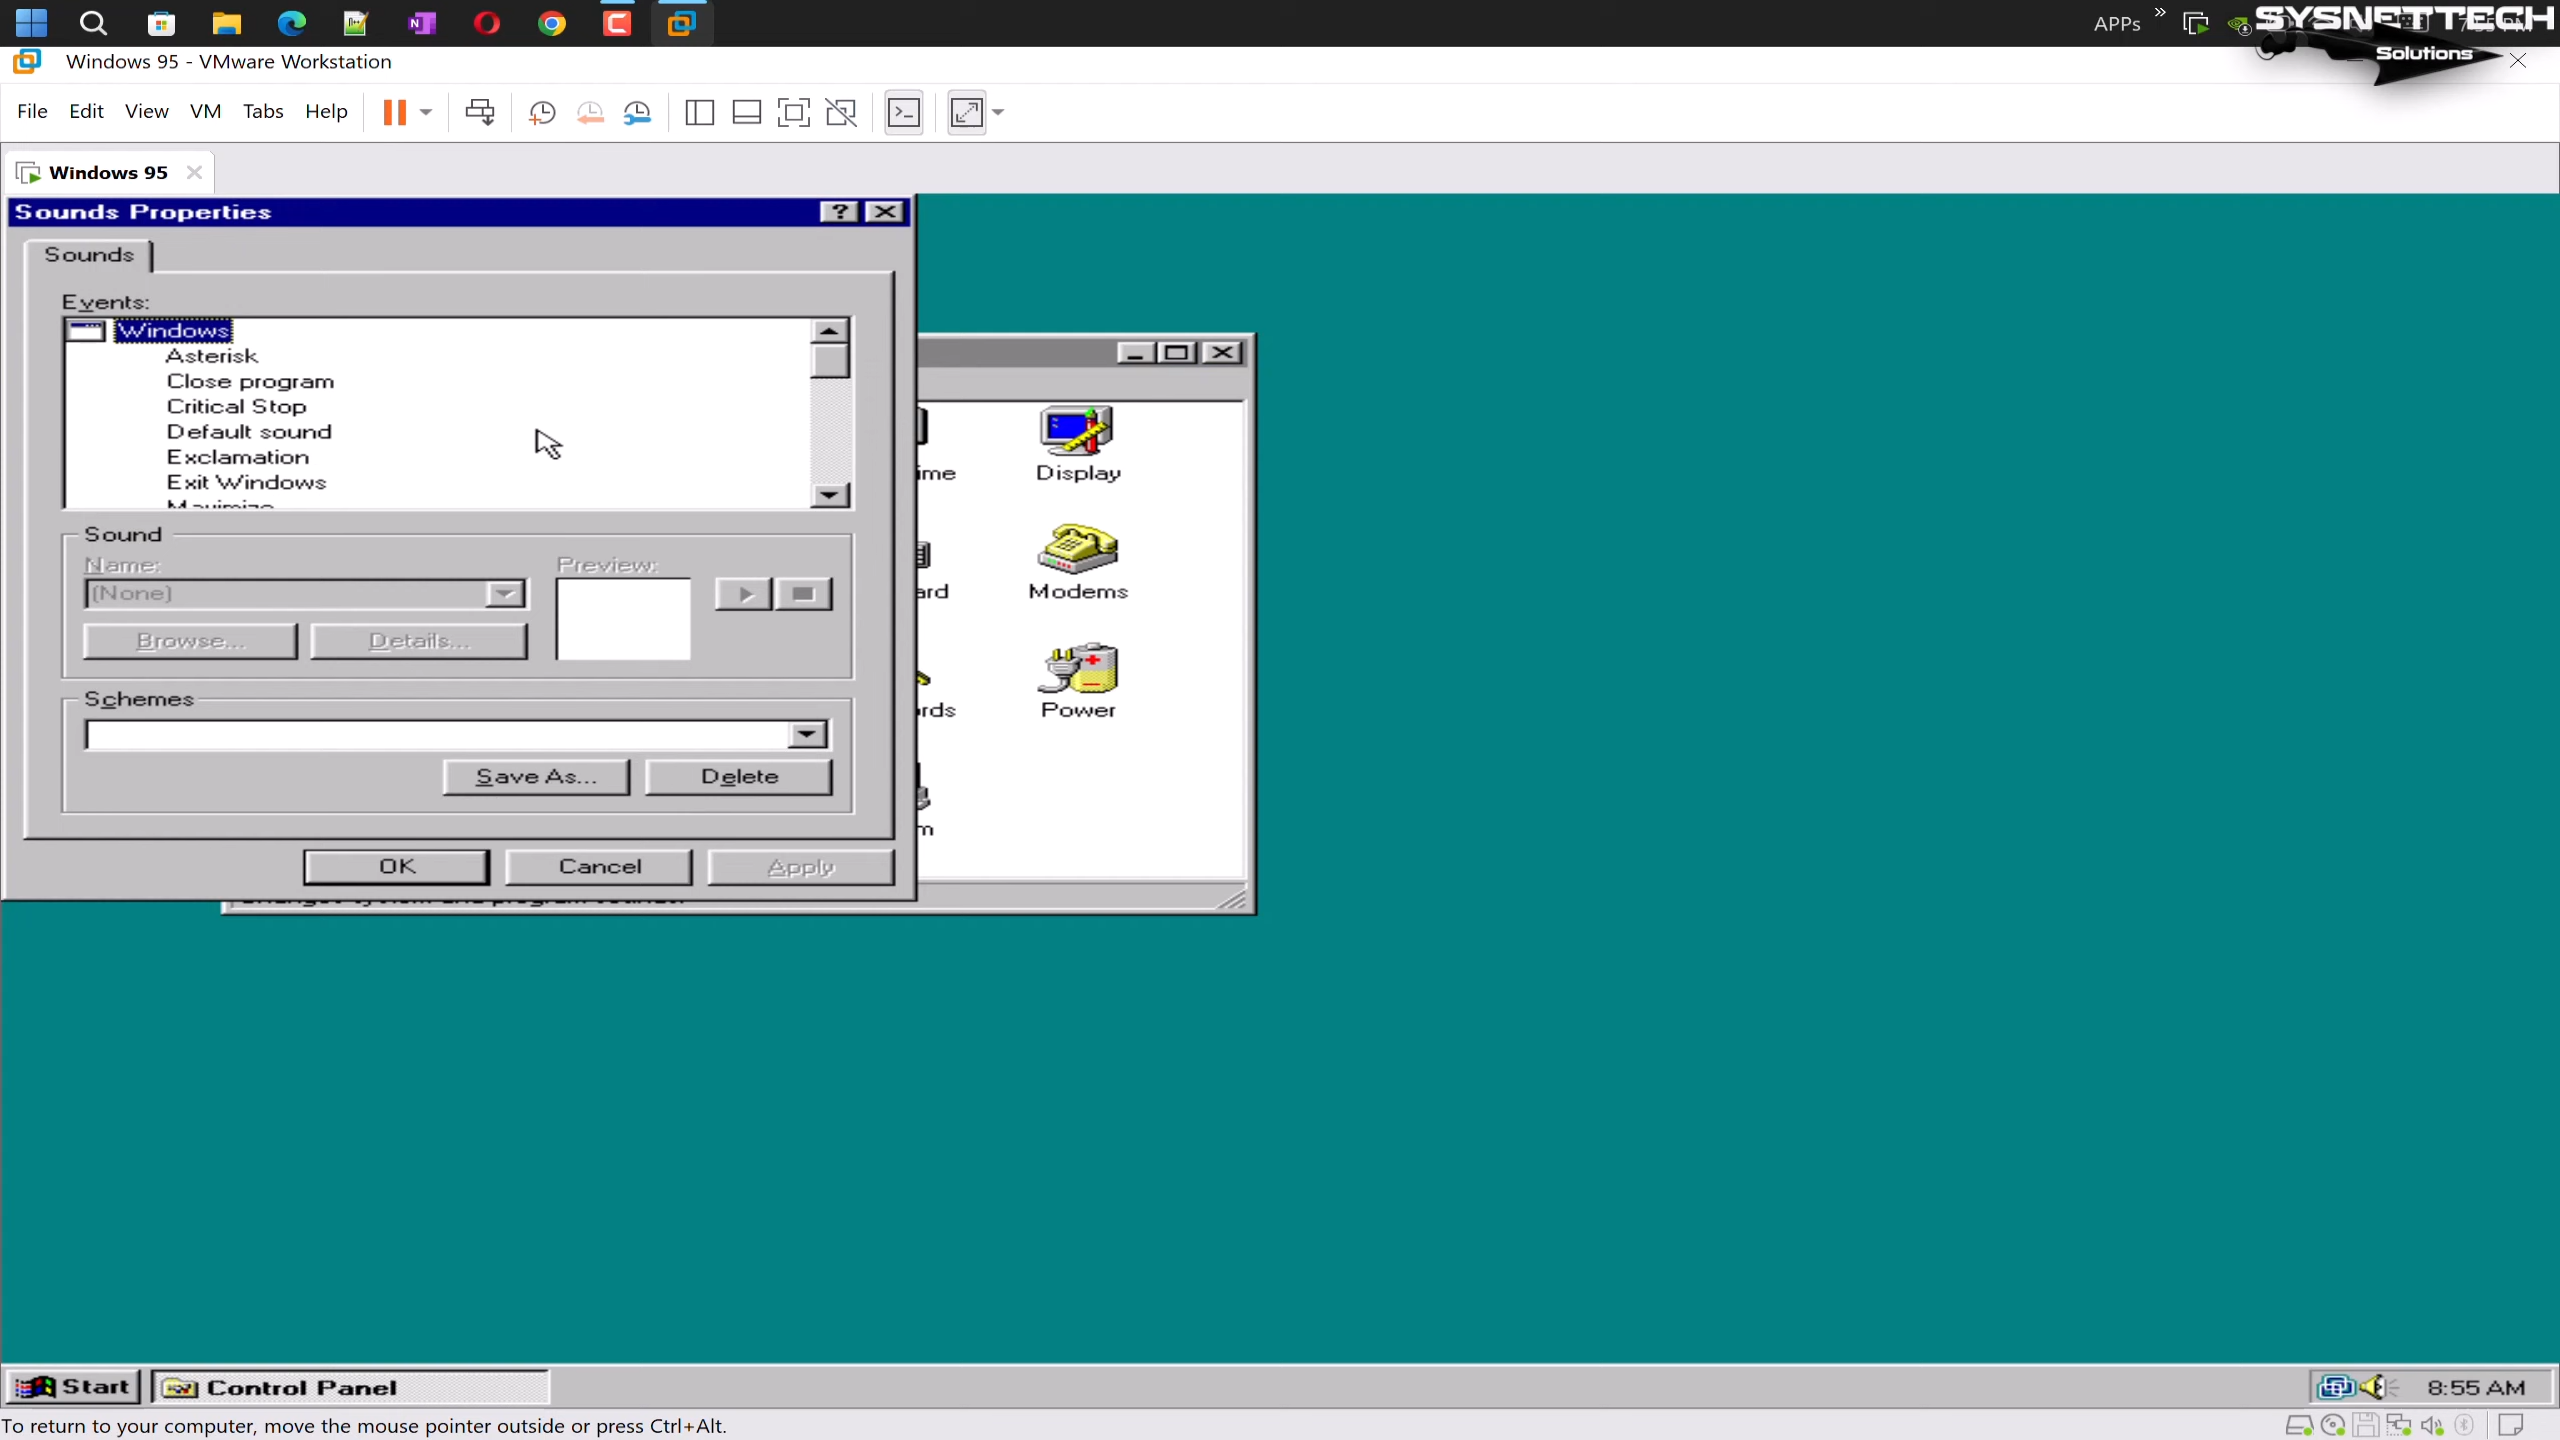 APPs
SYSNETTECH
Solutions
Windows 95 - VMware Workstation
File Edit View VM Tabs Help
Windows 95
Sounds Properties
Sounds
Events:
Windows
Asterisk
Close program
Critical Stop
Default sound
Exclamation
Exit Windows
Maximize
Sound
Name:
Preview:
(None)
Browse...
Details...
Schemes
Save As...
Delete
OK
Cancel
Apply
ime
Display
ard
Modems
rds
Power
m
Start
Control Panel
8:55 AM
To return to your computer, move the mouse pointer outside or press Ctrl+Alt.